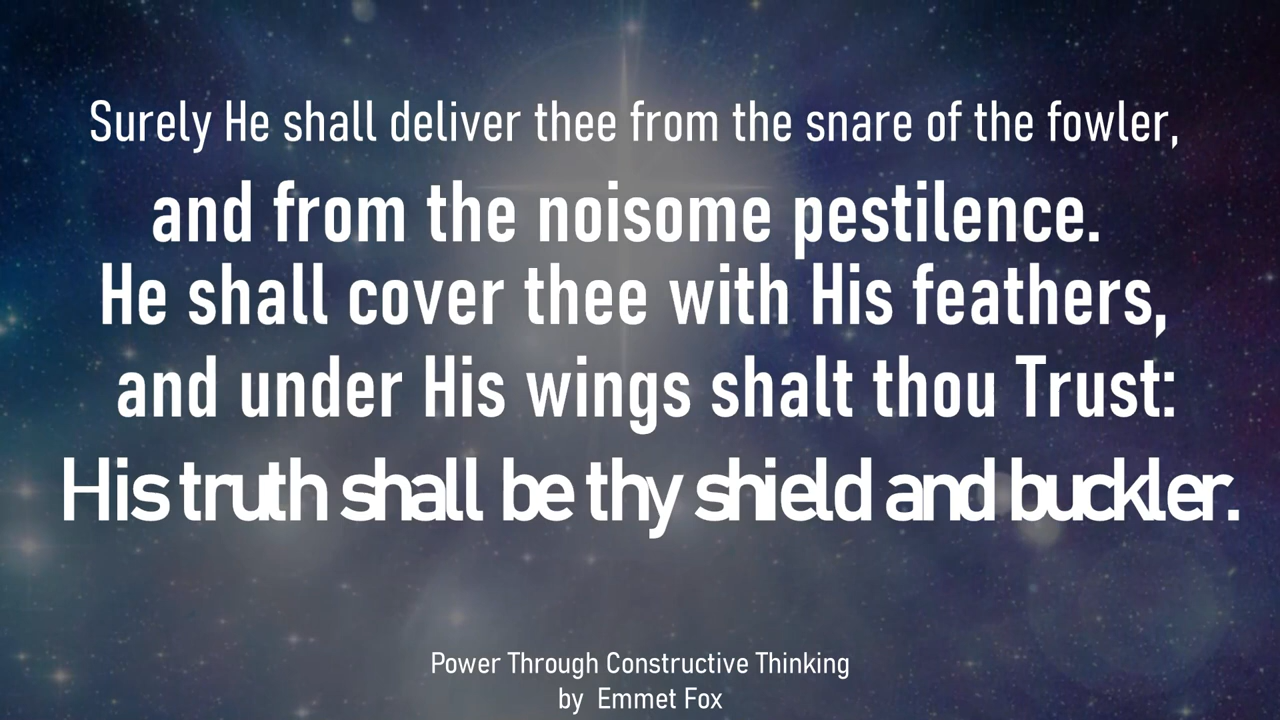 Surely He shall deliver thee from the snare of the fowler,
and from the noisome pestilence.
He shall cover thee with His feathers,
and under His wings shalt thou Trust:
His truth shall be thy shield and buckler.
Power Through Constructive Thinking
by Emmet Fox